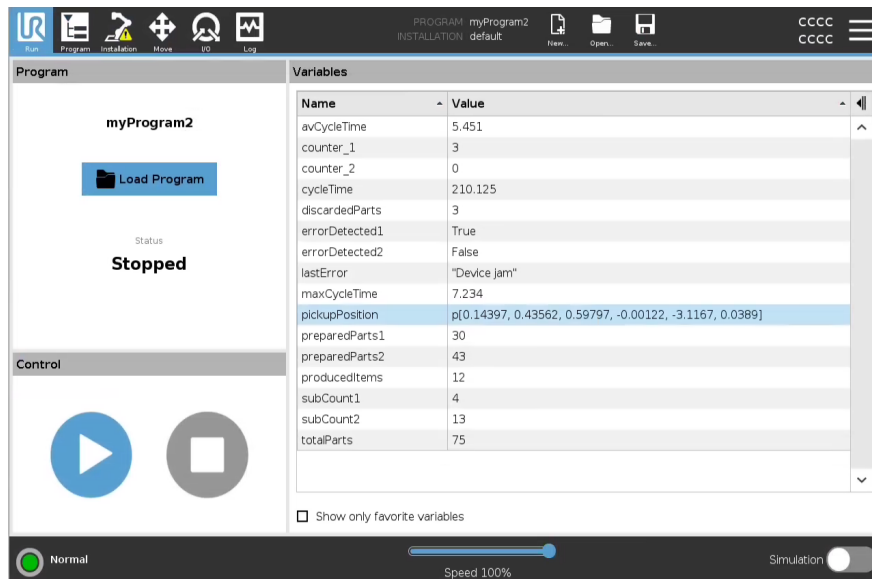 UR
PROGRAM myProgram2
INSTALLATION default
CCCC
CCCC
Run Program Installation Move I/O Log New... Open... Save...
Program
myProgram2
Load Program
Status
Stopped
Control
Variables
Name Value
avCycleTime 5.451
counter_1 3
counter_2 0
cycleTime 210.125
discardedParts 3
errorDetected1 True
errorDetected2 False
lastError "Device jam"
maxCycleTime 7.234
pickupPosition p[0.14397, 0.43562, 0.59797, -0.00122, -3.1167, 0.0389]
preparedParts1 30
preparedParts2 43
producedItems 12
subCount1 4
subCount2 13
totalParts 75
Show only favorite variables
Normal
Speed 100%
Simulation